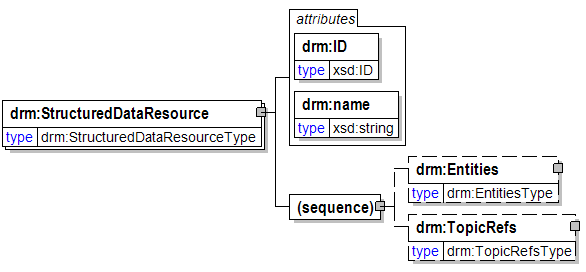 attributes
drm:ID
type xsd:ID
drm:name
type xsd:string
drm:StructuredDataResource
type drm:StructuredDataResourceType
(sequence)
drm:Entities
type drm:EntitiesType
drm:TopicRefs
type drm:TopicRefsType